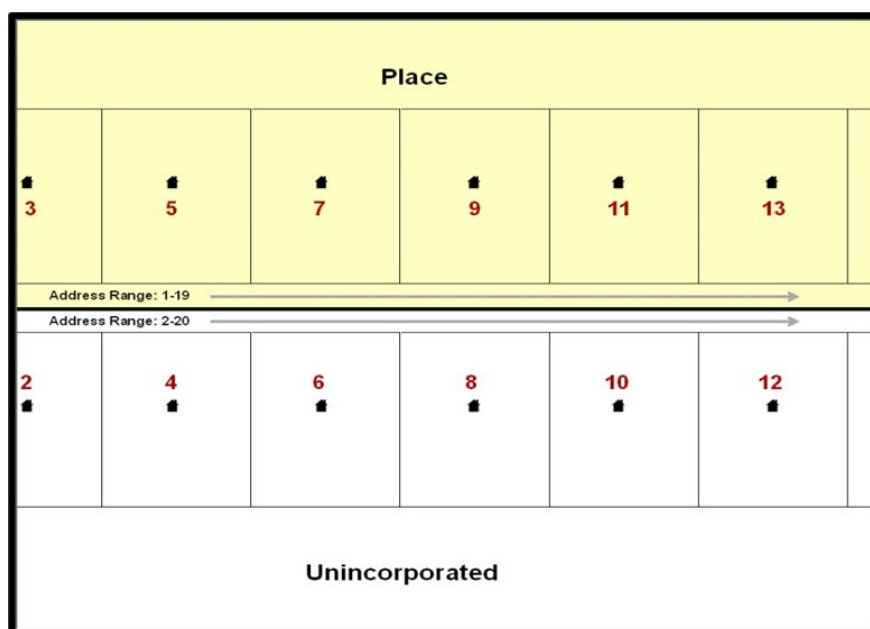 Place
3 5 7 9 11 13
Address Range: 1-19
Address Range: 2-20
2 4 6 8 10 12
Unincorporated